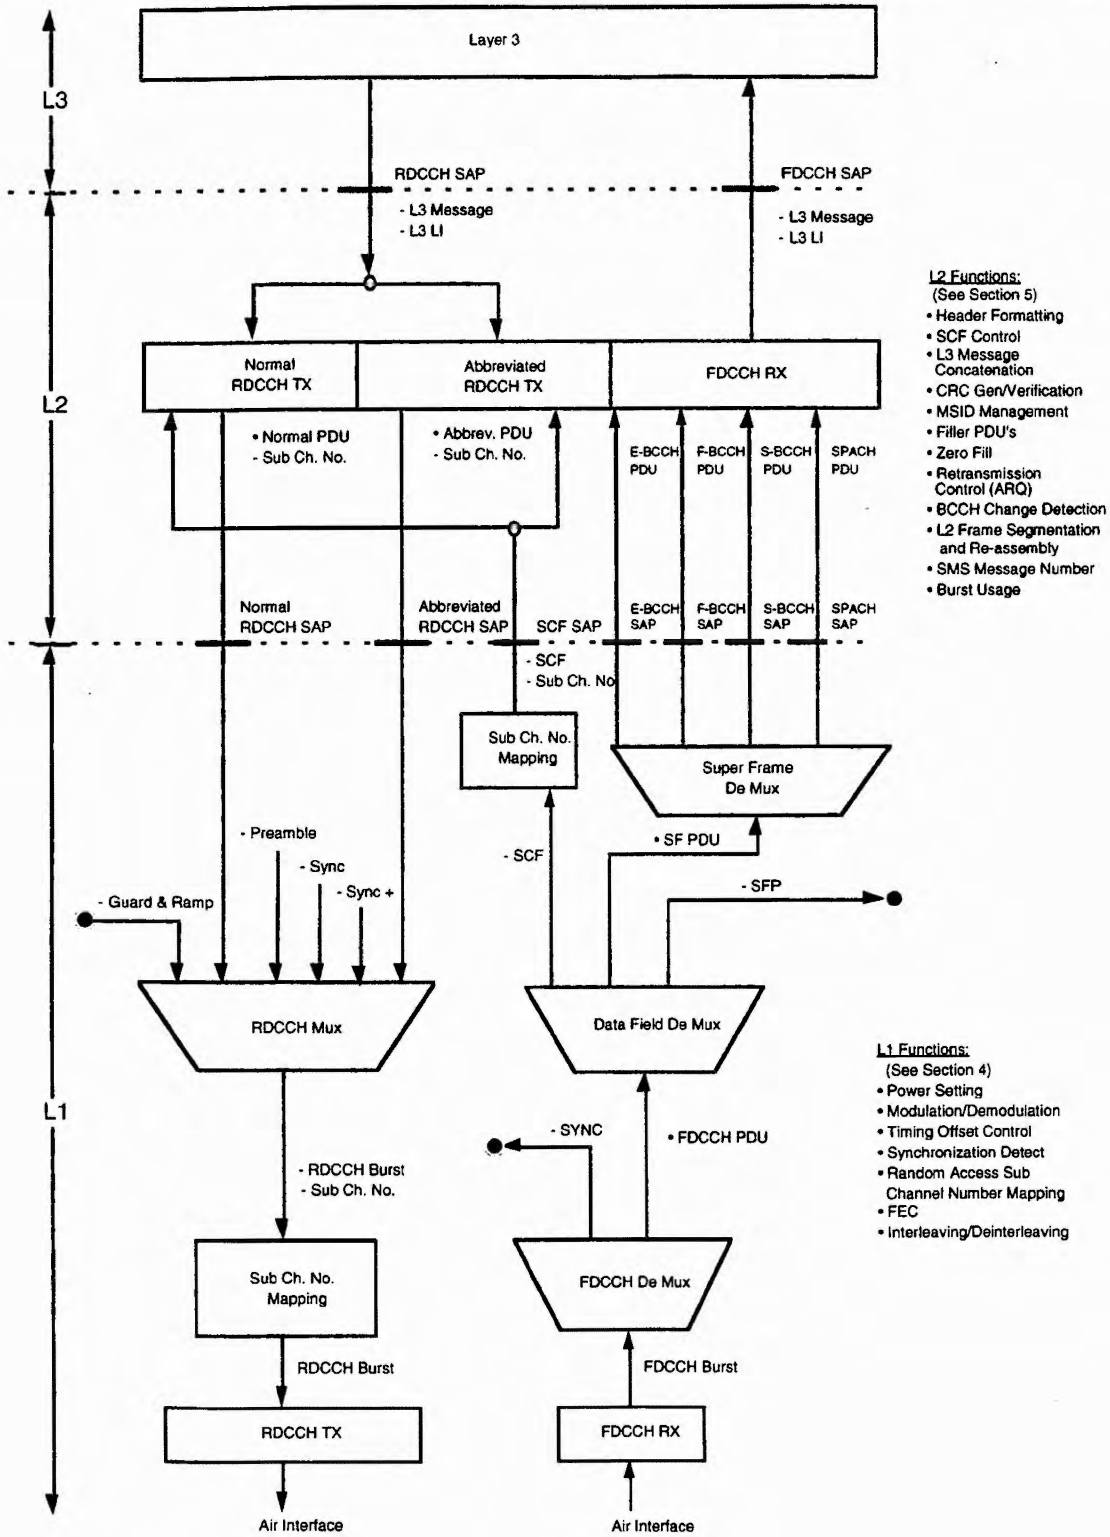 Layer 3
L3
RDCCH SAP
FDCCH SAP
- L3 Message
- L3 LI
- L3 Message
- L3 LI
L2 Functions:
(See Section 5)
• Header Formatting
• SCF Control
• L3 Message
Concatenation
• CRC Gen/Verification
• MSID Management
• Filler PDU's
• Zero Fill
• Retransmission
Control (ARQ)
• BCCH Change Detection
• L2 Frame Segmentation
and Re-assembly
• SMS Message Number
• Burst Usage
L2
Normal
RDCCH TX
Abbreviated
RDCCH TX
FDCCH RX
• Normal PDU
- Sub Ch. No.
• Abbrev. PDU
- Sub Ch. No.
E-BCCH
PDU
F-BCCH
PDU
S-BCCH
PDU
SPACH
PDU
Normal
RDCCH SAP
Abbreviated
RDCCH SAP
SCF SAP
E-BCCH
SAP
F-BCCH
SAP
S-BCCH
SAP
SPACH
SAP
- SCF
- Sub Ch. No
Sub Ch. No.
Mapping
Super Frame
De Mux
- Preamble
- Sync
- Sync +
- Guard & Ramp
- SCF
• SF PDU
- SFP
RDCCH Mux
Data Field De Mux
L1
L1 Functions:
(See Section 4)
• Power Setting
• Modulation/Demodulation
• Timing Offset Control
• Synchronization Detect
• Random Access Sub
Channel Number Mapping
• FEC
• Interleaving/Deinterleaving
- SYNC
• FDCCH PDU
- RDCCH Burst
- Sub Ch. No.
Sub Ch. No.
Mapping
FDCCH De Mux
RDCCH Burst
FDCCH Burst
RDCCH TX
FDCCH RX
Air Interface
Air Interface